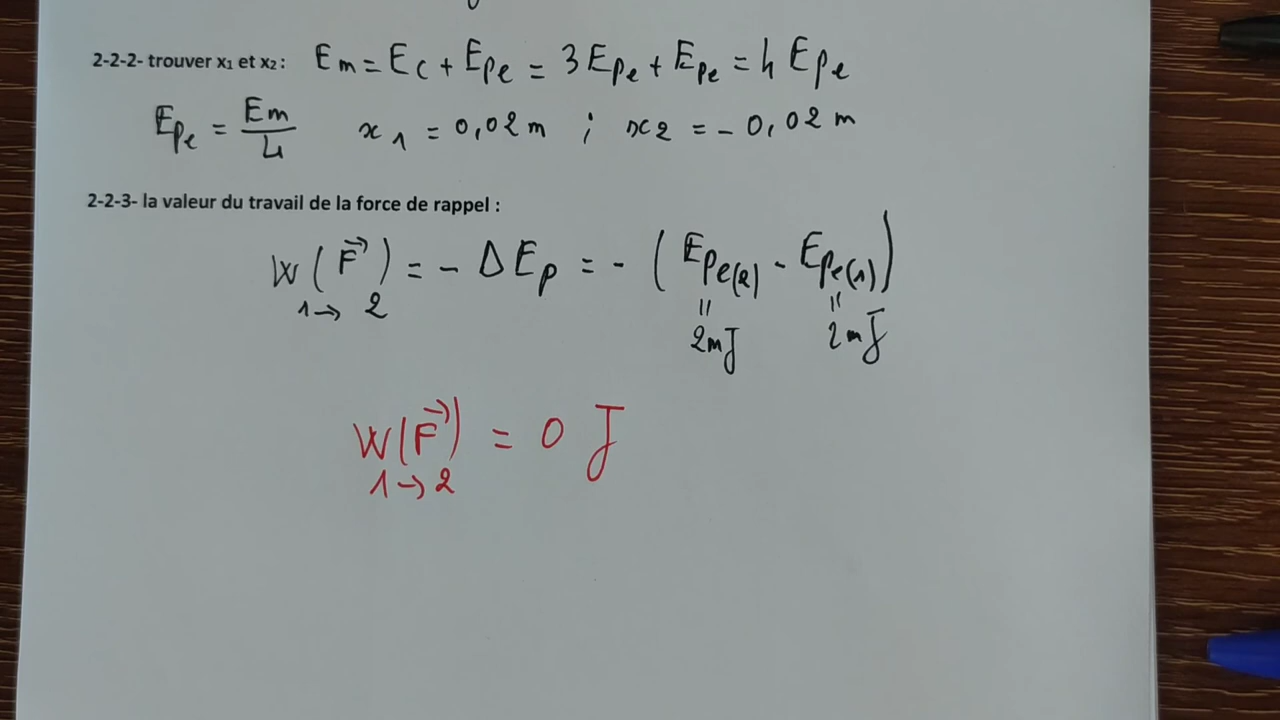 2-2-2- trouver x₁ et x₂ : Em = Ec + Epe = 3 Epe + Epe = 4 Epe
Epe = Em/4 x1 = 0,02 m ; x2 = - 0,02 m
2-2-3- la valeur du travail de la force de rappel :
W(F⃗) = - ΔEp = - (Epe(2) - Epe(1))
1→2 || ||
2mJ 2mJ
W(F⃗) = 0 J
1→2